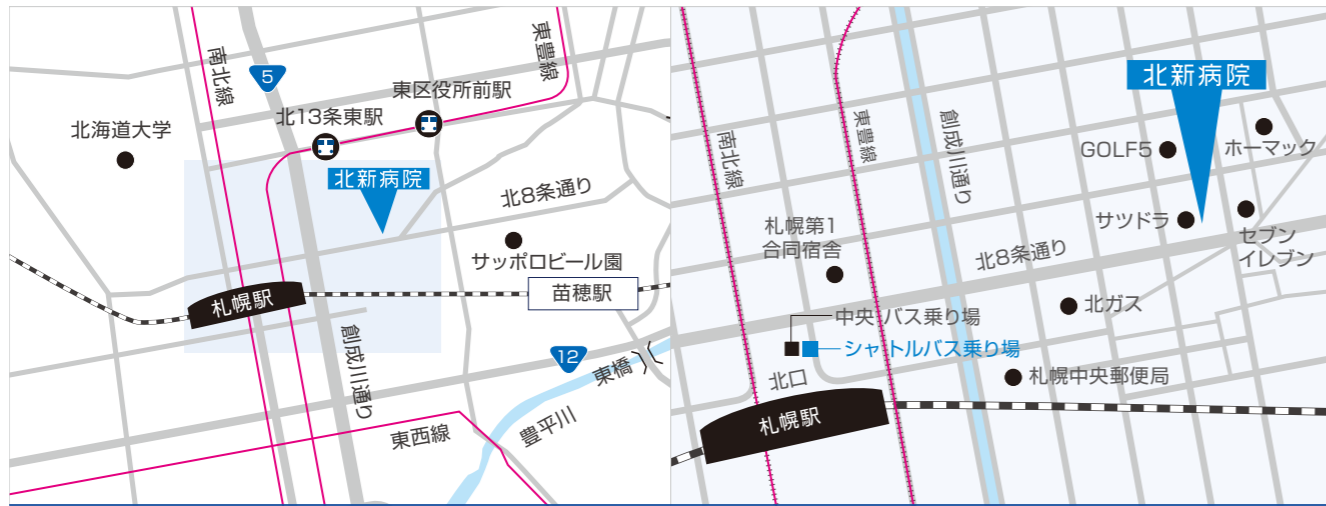 南北線
5
東豊線
東区役所前駅
北13条東駅
北海道大学
北新病院
北8条通り
サッポロビール園
札幌駅
苗穂駅
創成川通り
12
東橋
豊平川
東西線
北新病院
南北線
東豊線
創成川通り
GOLF5
ホーマック
札幌第1
合同宿舎
サツドラ
セブン
イレブン
北8条通り
北ガス
中央 バス乗り場
シャトルバス乗り場
北口
札幌中央郵便局
札幌駅